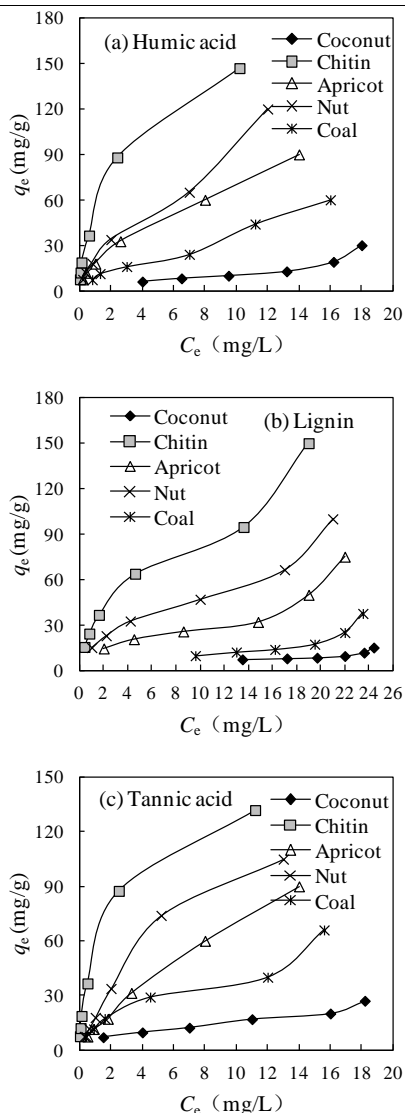 (a) Humic acid
Coconut
Chitin
Apricot
Nut
Coal
180
150
120
90
60
30
0
qe (mg/g)
0 2 4 6 8 10 12 14 16 18 20
Ce (mg/L)
(b) Lignin
Coconut
Chitin
Apricot
Nut
Coal
180
150
120
90
60
30
0
qe (mg/g)
0 2 4 6 8 10 12 14 16 18 20 22 24 26
Ce（mg/L）
(c) Tannic acid
Coconut
Chitin
Apricot
Nut
Coal
150
120
90
60
30
0
qe (mg/g)
0 2 4 6 8 10 12 14 16 18 20
Ce（mg/L）